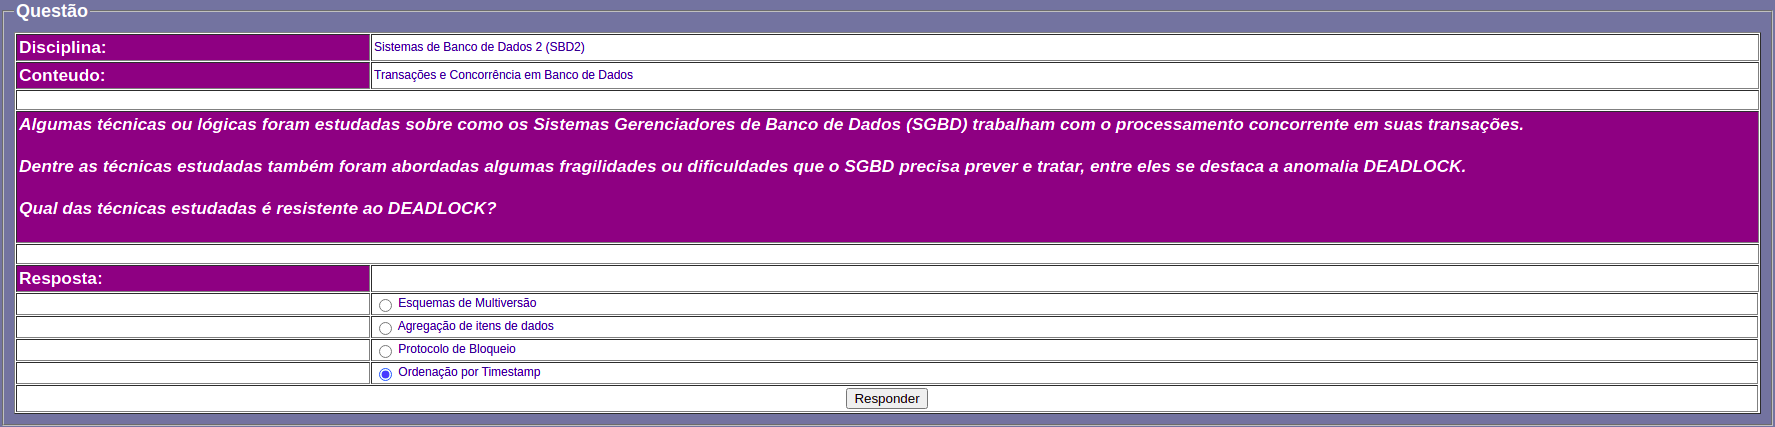 Questão
Disciplina: Sistemas de Banco de Dados 2 (SBD2)
Conteudo: Transações e Concorrência em Banco de Dados
Algumas técnicas ou lógicas foram estudadas sobre como os Sistemas Gerenciadores de Banco de Dados (SGBD) trabalham com o processamento concorrente em suas transações.
Dentre as técnicas estudadas também foram abordadas algumas fragilidades ou dificuldades que o SGBD precisa prever e tratar, entre eles se destaca a anomalia DEADLOCK.
Qual das técnicas estudadas é resistente ao DEADLOCK?
Resposta:
Esquemas de Multiversão
Agregação de itens de dados
Protocolo de Bloqueio
Ordenação por Timestamp
Responder